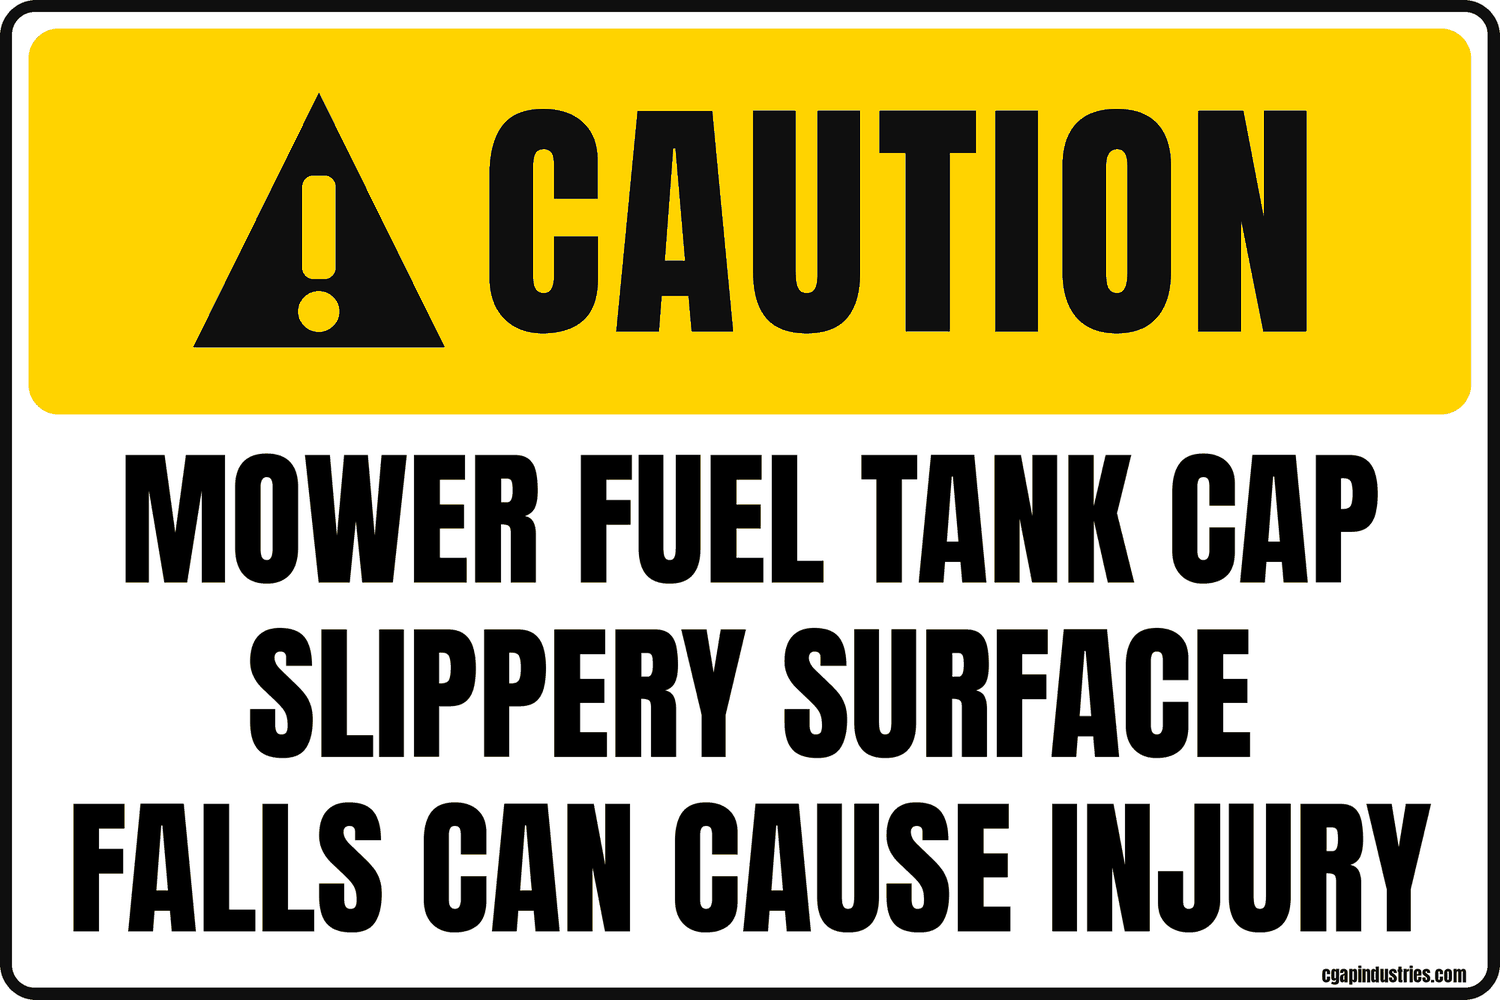 CAUTION
MOWER FUEL TANK CAP
SLIPPERY SURFACE
FALLS CAN CAUSE INJURY
cgapindustries.com